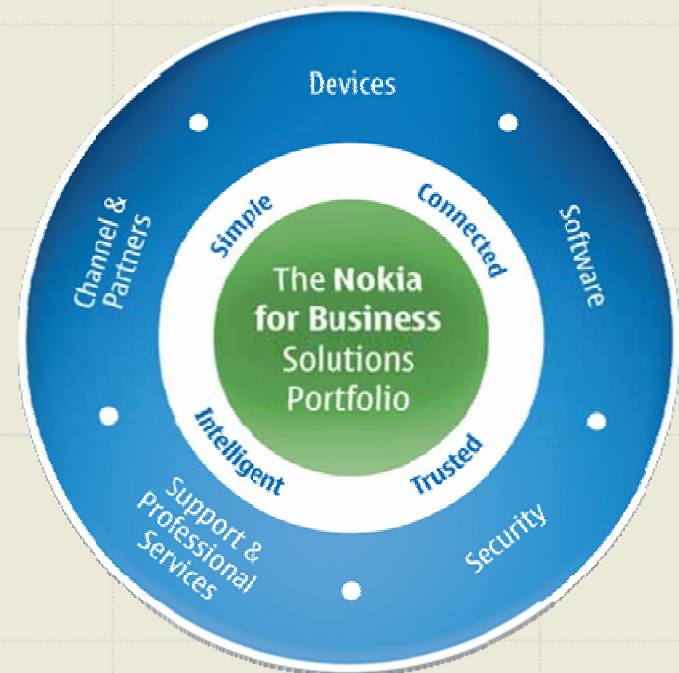 Devices
Software
Security
Support &
Professional
Services
Channel &
Partners
Simple
Connected
Trusted
Intelligent
The Nokia
for Business
Solutions
Portfolio